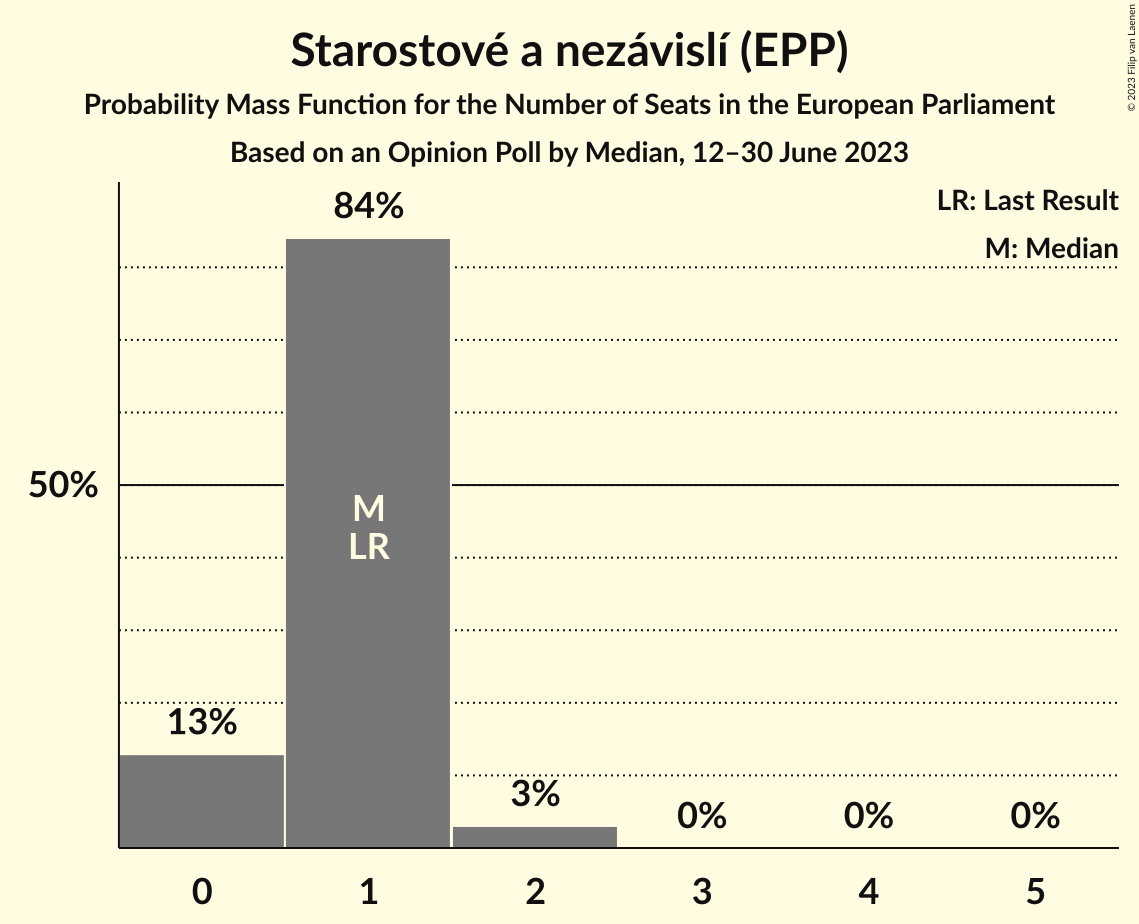 Starostové a nezávislí (EPP)
Probability Mass Function for the Number of Seats in the European Parliament
Based on an Opinion Poll by Median, 12–30 June 2023
© 2023 Filip van Laenen
LR: Last Result
M: Median
84%
50%
M
LR
13%
3%
0%
0%
0%
0
1
2
3
4
5